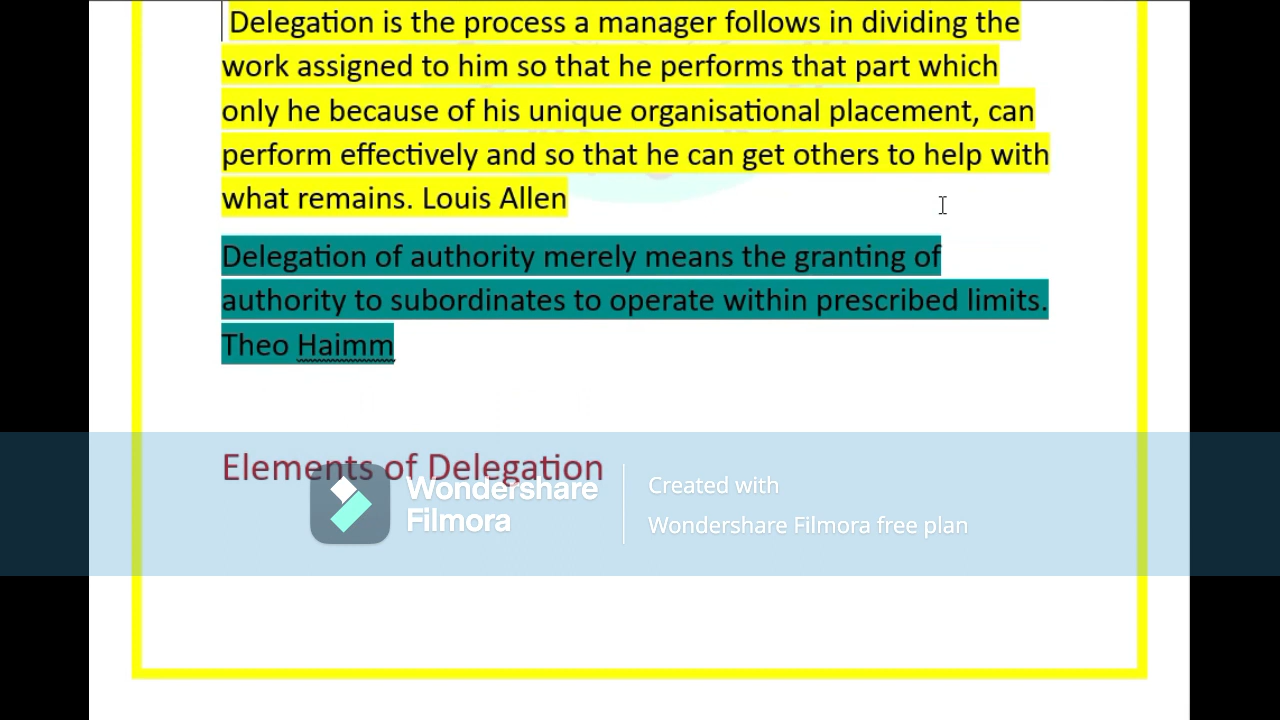 Delegation is the process a manager follows in dividing the
work assigned to him so that he performs that part which
only he because of his unique organisational placement, can
perform effectively and so that he can get others to help with
what remains. Louis Allen
Delegation of authority merely means the granting of
authority to subordinates to operate within prescribed limits.
Theo Haimm
Elements of Delegation
Wondershare
Filmora
Created with
Wondershare Filmora free plan